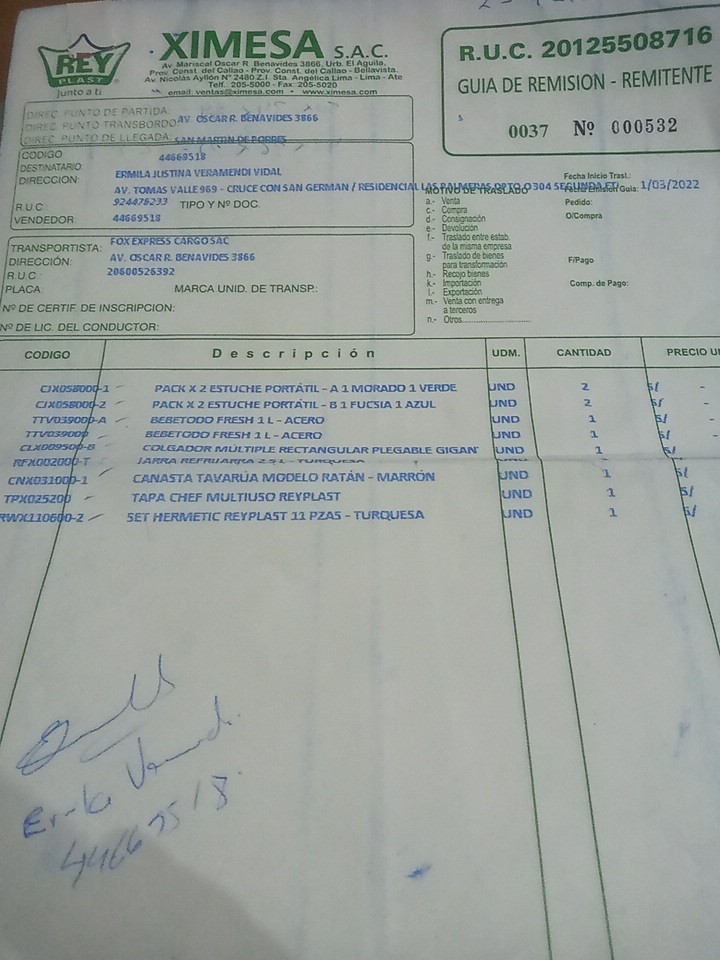 REY
PLAST
Junto a ti
XIMESA S.A.C.
Av. Mariscal Oscar R. Benavides 3866, Urb. El Aguila,
Prov. Const. del Callao - Prov. Const. del Callao - Bellavista.
Av. Nicolás Ayllón Nº 2480 Z.I. Sta. Angélica Lima - Lima - Ate
Telf. 205-5000 - Fax: 205-5020
email: ventas@ximesa.com • www.ximesa.com
R.U.C. 20125508716
GUIA DE REMISION - REMITENTE
0037 Nº 000532
DIREC. PUNTO DE PARTIDA:
DIREC. PUNTO TRANSBORDO: AV. OSCAR R. BENAVIDES 3866
DIREC. PUNTO DE LLEGADA: SAN MARTIN DE PORRES
CODIGO 44669518
DESTINATARIO ERMILA JUSTINA VERAMENDI VIDAL
DIRECCION: AV. TOMAS VALLE 969 - CRUCE CON SAN GERMAN / RESIDENCIAL LAS PALMERAS DPTO O304 SEGUNDA ET
R.U.C.: 924476233 TIPO Y Nº DOC.
VENDEDOR: 44669518
Fecha Inicio Trasl.:
Fecha Emisión Guia: 1/03/2022
MOTIVO DE TRASLADO
a.- Venta
c.- Compra
d.- Consignación
e.- Devolución
f.- Traslado entre estab.
de la misma empresa
g.- Traslado de bienes
para transformación
h.- Recojo bienes
k.- Importación
l.- Exportación
m.- Venta con entrega
a terceros
n.- Otros
Pedido:
O/Compra
F/Pago
Comp. de Pago:
TRANSPORTISTA: FOX EXPRESS CARGO SAC
DIRECCIÓN: AV. OSCAR R. BENAVIDES 3866
R.U.C.: 20600526392
PLACA: MARCA UNID. DE TRANSP.:
Nº DE CERTIF DE INSCRIPCION:
Nº DE LIC. DEL CONDUCTOR:
CODIGO Descripción UDM. CANTIDAD PRECIO U
CJX058000-1 PACK X 2 ESTUCHE PORTÁTIL - A 1 MORADO 1 VERDE UND 2 S/ -
CJX058000-2 PACK X 2 ESTUCHE PORTÁTIL - B 1 FUCSIA 1 AZUL UND 2 S/ -
TTV039000-A BEBETODO FRESH 1 L - ACERO UND 1 S/ -
TTV039000 BEBETODO FRESH 1 L - ACERO UND 1 S/ -
CLX009500-B COLGADOR MÚLTIPLE RECTANGULAR PLEGABLE GIGAN UND 1 S/ -
RFX002000-T JARRA REFRIJARRA 2.5 L - TURQUESA
CNX031000-1 CANASTA TAVARÚA MODELO RATÁN - MARRÓN UND 1 S/ -
TPX025200 TAPA CHEF MULTIUSO REYPLAST UND 1 S/
RWX110600-2 SET HERMETIC REYPLAST 11 PZAS - TURQUESA UND 1 S/
44669518